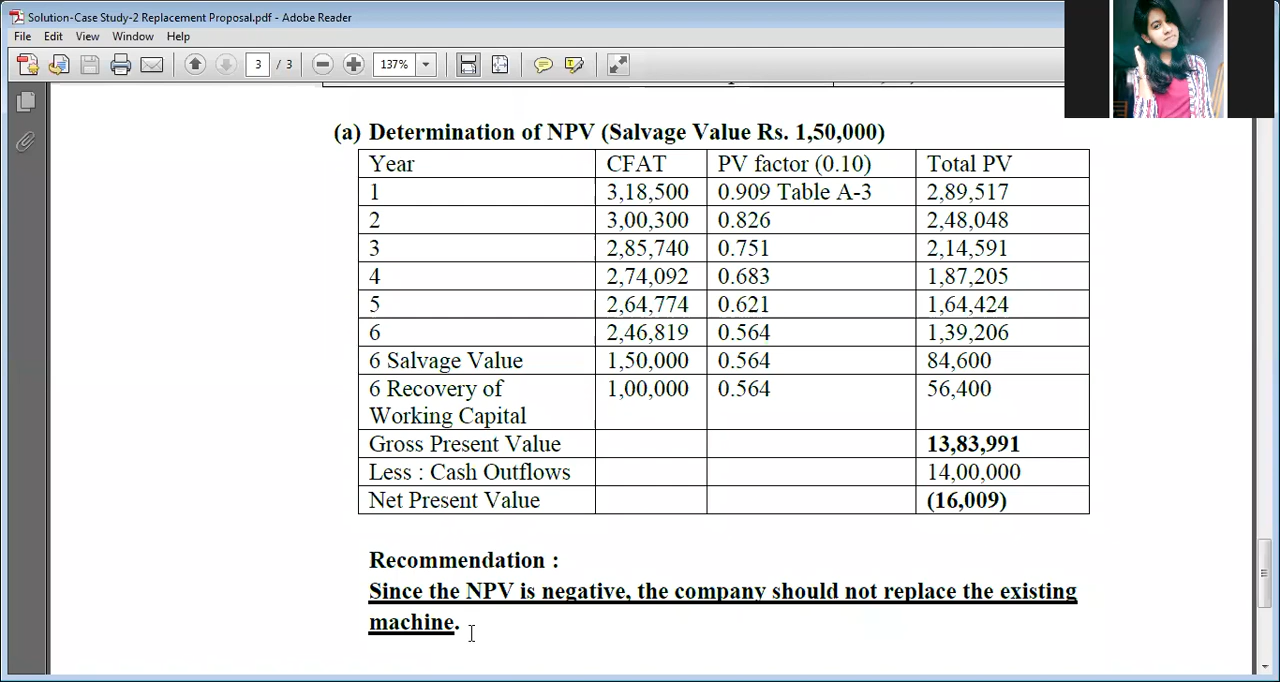 Solution-Case Study-2 Replacement Proposal.pdf - Adobe Reader
File Edit View Window Help
3 / 3 137%
(a) Determination of NPV (Salvage Value Rs. 1,50,000)
Year CFAT PV factor (0.10) Total PV
1 3,18,500 0.909 Table A-3 2,89,517
2 3,00,300 0.826 2,48,048
3 2,85,740 0.751 2,14,591
4 2,74,092 0.683 1,87,205
5 2,64,774 0.621 1,64,424
6 2,46,819 0.564 1,39,206
6 Salvage Value 1,50,000 0.564 84,600
6 Recovery of 1,00,000 0.564 56,400
Working Capital
Gross Present Value 13,83,991
Less : Cash Outflows 14,00,000
Net Present Value (16,009)
Recommendation :
Since the NPV is negative, the company should not replace the existing
machine.